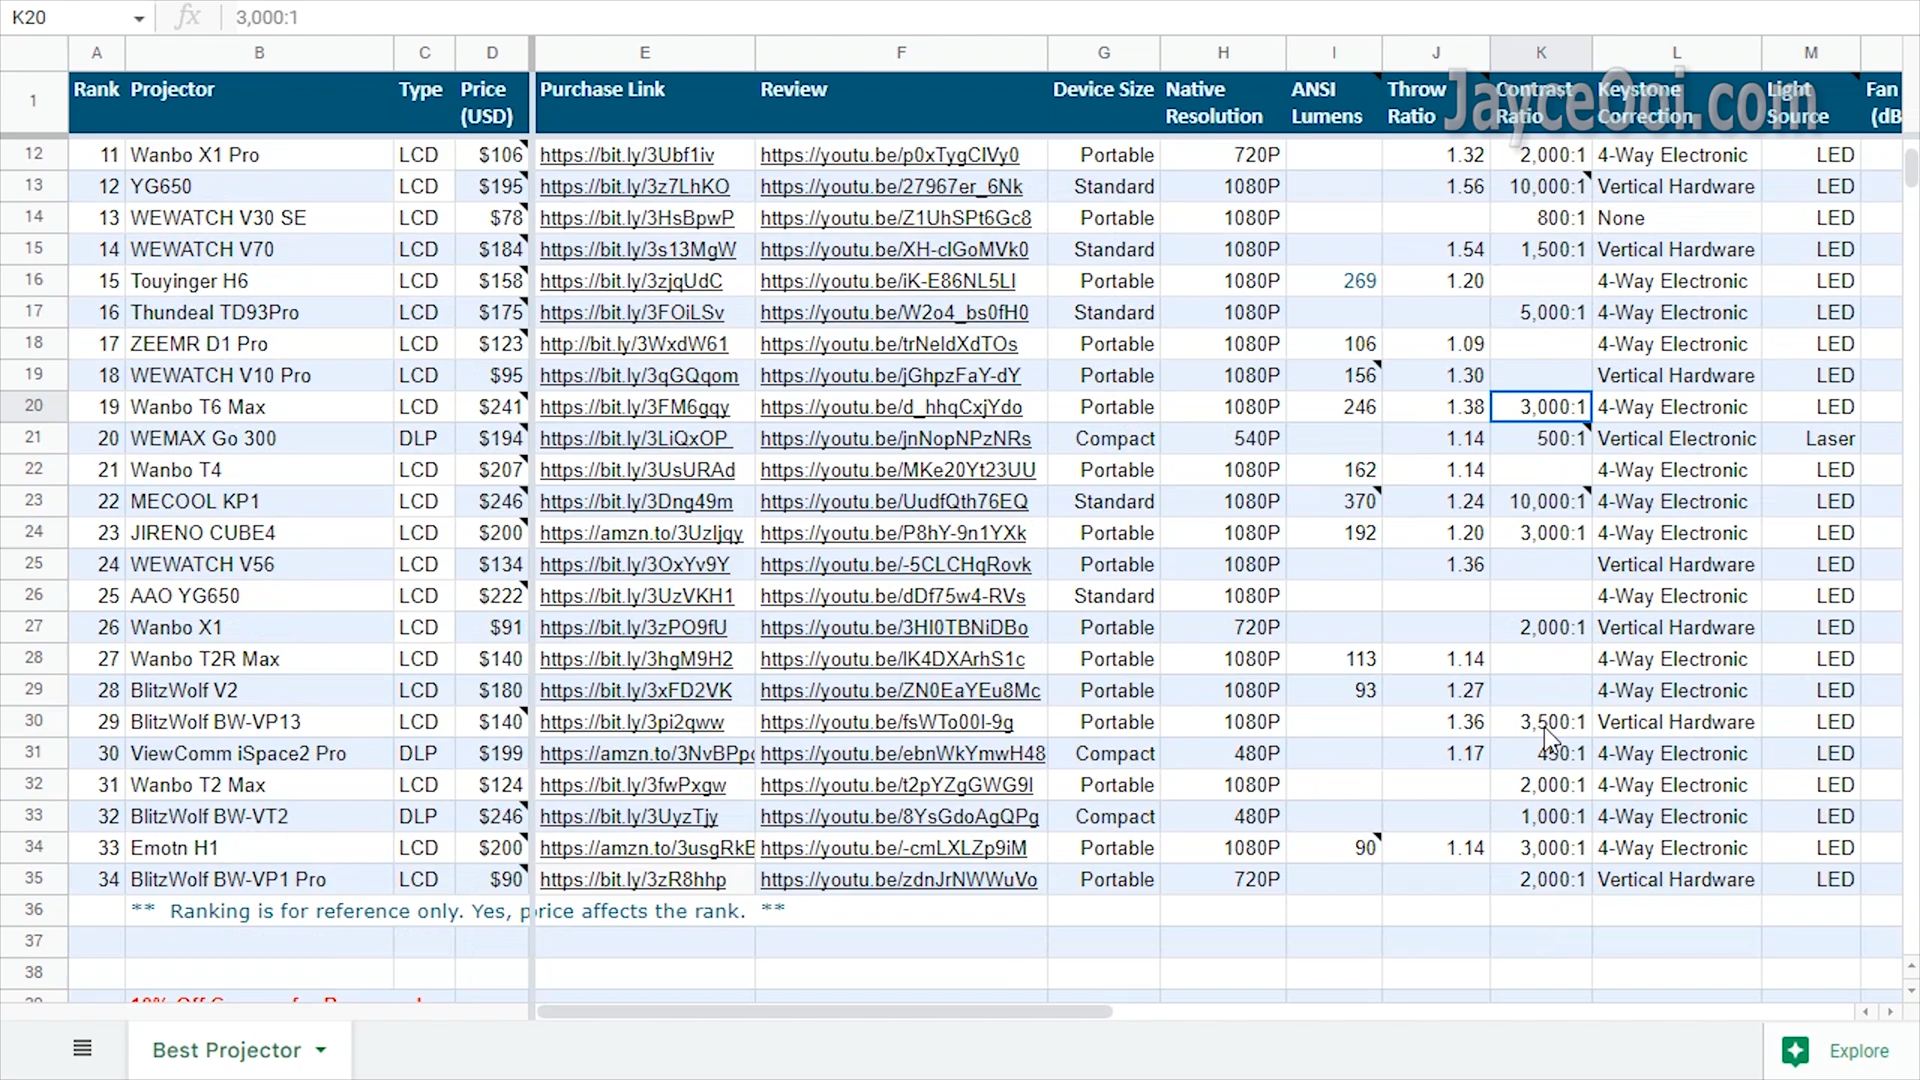 K20 fx 3,000:1
A B C D E F G H I J K L M
1 Rank Projector Type Price (USD) Purchase Link Review Device Size Native Resolution ANSI Lumens Throw Ratio Contrast Ratio Keystone Correction Light Source Fan (dB
JayceOoi.com
12 11 Wanbo X1 Pro LCD $106 https://bit.ly/3Ubf1iv https://youtu.be/p0xTygCIVy0 Portable 720P 1.32 2,000:1 4-Way Electronic LED
13 12 YG650 LCD $195 https://bit.ly/3z7LhKO https://youtu.be/27967er_6Nk Standard 1080P 1.56 10,000:1 Vertical Hardware LED
14 13 WEWATCH V30 SE LCD $78 https://bit.ly/3HsBpwP https://youtu.be/Z1UhSPt6Gc8 Portable 1080P 800:1 None LED
15 14 WEWATCH V70 LCD $184 https://bit.ly/3s13MgW https://youtu.be/XH-cIGoMVk0 Standard 1080P 1.54 1,500:1 Vertical Hardware LED
16 15 Touyinger H6 LCD $158 https://bit.ly/3zjqUdC https://youtu.be/iK-E86NL5LI Portable 1080P 269 1.20 4-Way Electronic LED
17 16 Thundeal TD93Pro LCD $175 https://bit.ly/3FOiLSv https://youtu.be/W2o4_bs0fH0 Standard 1080P 5,000:1 4-Way Electronic LED
18 17 ZEEMR D1 Pro LCD $123 http://bit.ly/3WxdW61 https://youtu.be/trNeIdXdTOs Portable 1080P 106 1.09 4-Way Electronic LED
19 18 WEWATCH V10 Pro LCD $95 https://bit.ly/3qGQqom https://youtu.be/jGhpzFaY-dY Portable 1080P 156 1.30 Vertical Hardware LED
20 19 Wanbo T6 Max LCD $241 https://bit.ly/3FM6gqy https://youtu.be/d_hhqCxjYdo Portable 1080P 246 1.38 3,000:1 4-Way Electronic LED
21 20 WEMAX Go 300 DLP $194 https://bit.ly/3LiQxOP https://youtu.be/jnNopNPzNRs Compact 540P 1.14 500:1 Vertical Electronic Laser
22 21 Wanbo T4 LCD $207 https://bit.ly/3UsURAd https://youtu.be/MKe20Yt23UU Portable 1080P 162 1.14 4-Way Electronic LED
23 22 MECOOL KP1 LCD $246 https://bit.ly/3Dng49m https://youtu.be/UudfQth76EQ Standard 1080P 370 1.24 10,000:1 4-Way Electronic LED
24 23 JIRENO CUBE4 LCD $200 https://amzn.to/3UzIjqy https://youtu.be/P8hY-9n1YXk Portable 1080P 192 1.20 3,000:1 4-Way Electronic LED
25 24 WEWATCH V56 LCD $134 https://bit.ly/3OxYv9Y https://youtu.be/-5CLCHqRovk Portable 1080P 1.36 Vertical Hardware LED
26 25 AAO YG650 LCD $222 https://bit.ly/3UzVKH1 https://youtu.be/dDf75w4-RVs Standard 1080P 4-Way Electronic LED
27 26 Wanbo X1 LCD $91 https://bit.ly/3zPO9fU https://youtu.be/3HI0TBNiDBo Portable 720P 2,000:1 Vertical Hardware LED
28 27 Wanbo T2R Max LCD $140 https://bit.ly/3hgM9H2 https://youtu.be/IK4DXArhS1c Portable 1080P 113 1.14 4-Way Electronic LED
29 28 BlitzWolf V2 LCD $180 https://bit.ly/3xFD2VK https://youtu.be/ZN0EaYEu8Mc Portable 1080P 93 1.27 4-Way Electronic LED
30 29 BlitzWolf BW-VP13 LCD $140 https://bit.ly/3pi2qww https://youtu.be/fsWTo00I-9g Portable 1080P 1.36 3,500:1 Vertical Hardware LED
31 30 ViewComm iSpace2 Pro DLP $199 https://amzn.to/3NvBPpc https://youtu.be/ebnWkYmwH48 Compact 480P 1.17 4-Way Electronic LED
32 31 Wanbo T2 Max LCD $124 https://bit.ly/3fwPxgw https://youtu.be/t2pYZgGWG9I Portable 1080P 2,000:1 4-Way Electronic LED
33 32 BlitzWolf BW-VT2 DLP $246 https://bit.ly/3UyzTjy https://youtu.be/8YsGdoAgQPg Compact 480P 1,000:1 4-Way Electronic LED
34 33 Emotn H1 LCD $200 https://amzn.to/3usgRkB https://youtu.be/-cmLXLZp9iM Portable 1080P 90 1.14 3,000:1 4-Way Electronic LED
35 34 BlitzWolf BW-VP1 Pro LCD $90 https://bit.ly/3zR8hhp https://youtu.be/zdnJrNWWuVo Portable 720P 2,000:1 Vertical Hardware LED
36 ** Ranking is for reference only. Yes, price affects the rank. **
37
38
Best Projector Explore